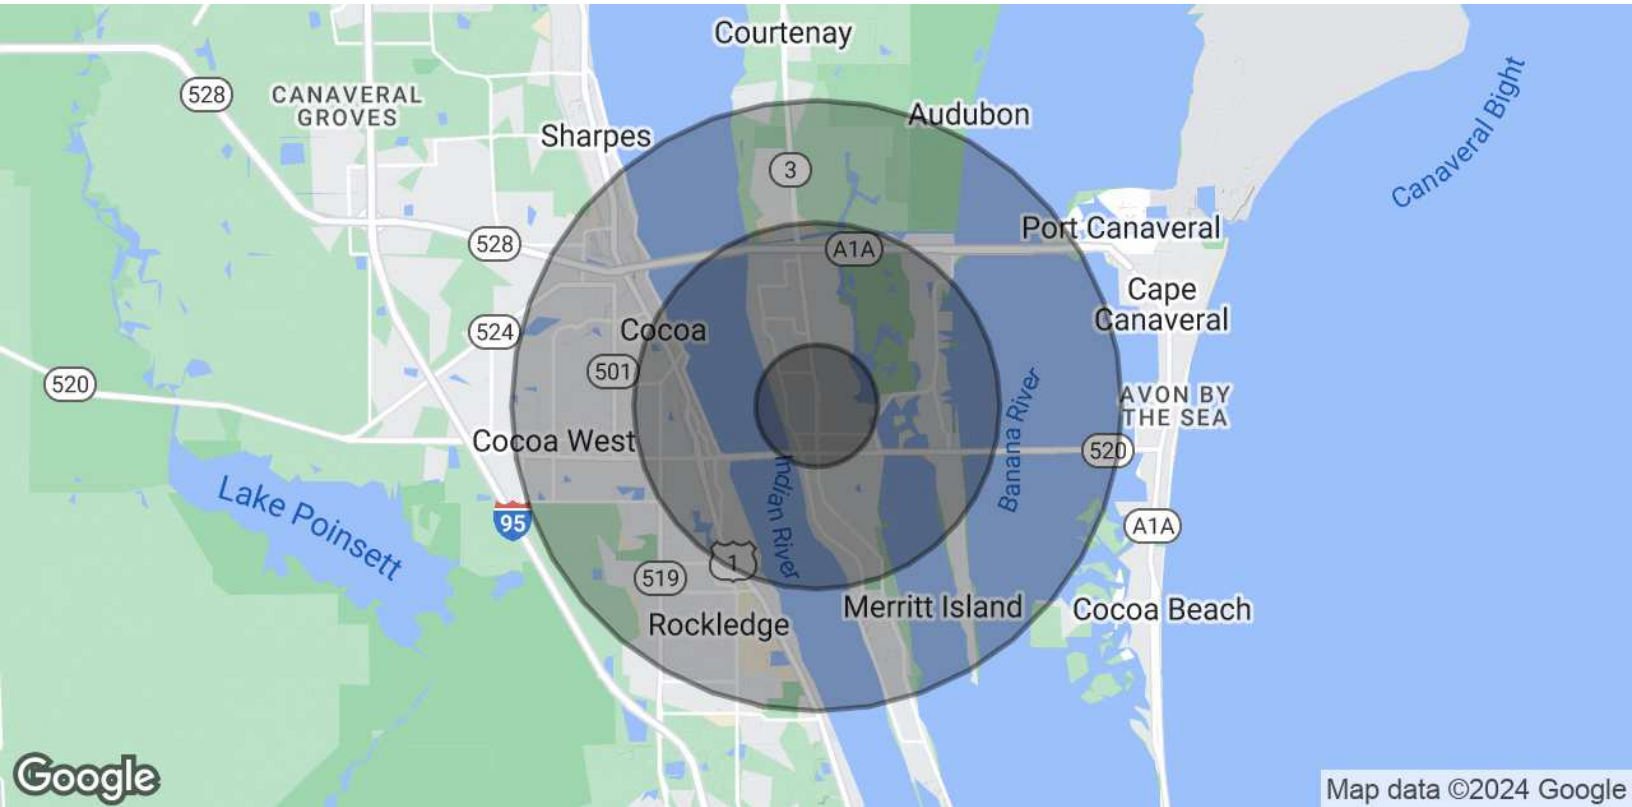 Courtenay
528
CANAVERAL
GROVES
Canaveral Bight
Audubon
Sharpes
3
Port Canaveral
528
A1A
Cape
Canaveral
524
Cocoa
501
520
AVON BY
THE SEA
Banana River
Cocoa West
520
Indian River
Lake Poinsett
95
A1A
1
519
Merritt Island
Cocoa Beach
Rockledge
Google
Map data ©2024 Google